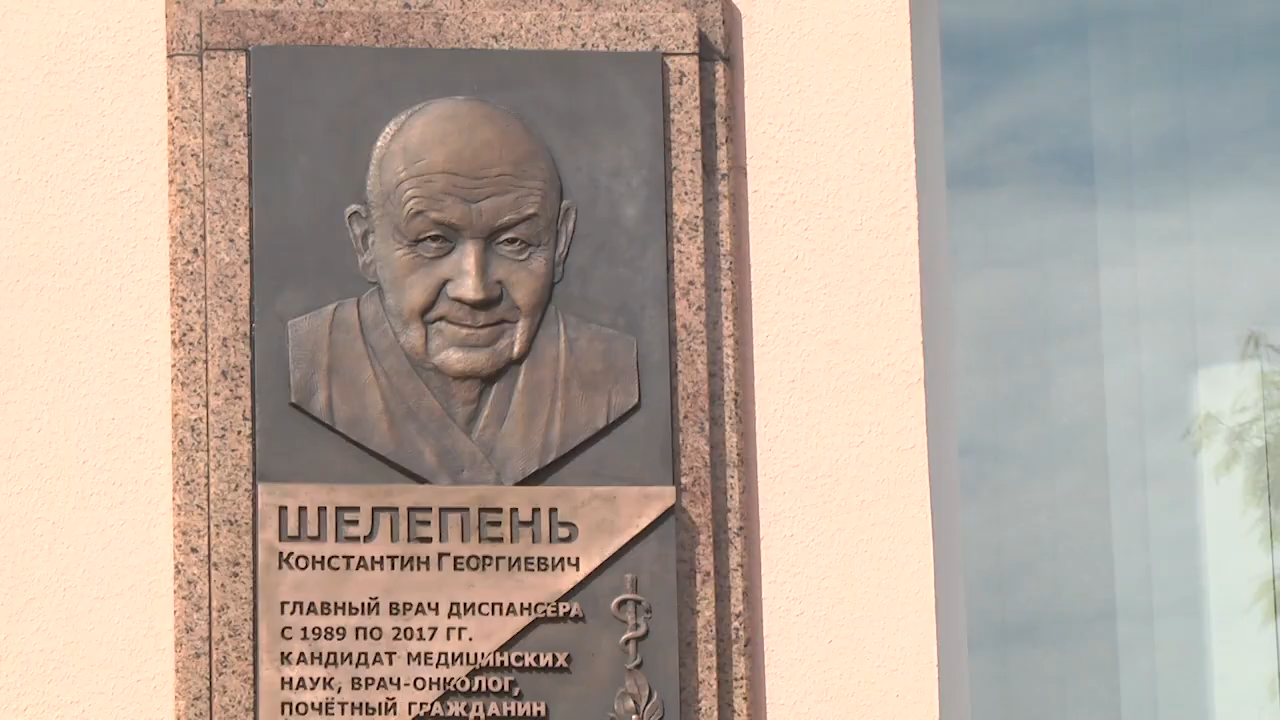 ШЕЛЕПЕНЬ
КОНСТАНТИН ГЕОРГИЕВИЧ
ГЛАВНЫЙ ВРАЧ ДИСПАНСЕРА
С 1989 ПО 2017 ГГ.
КАНДИДАТ МЕДИЦИНСКИХ
НАУК, ВРАЧ-ОНКОЛОГ,
ПОЧЁТНЫЙ ГРАЖДАНИН